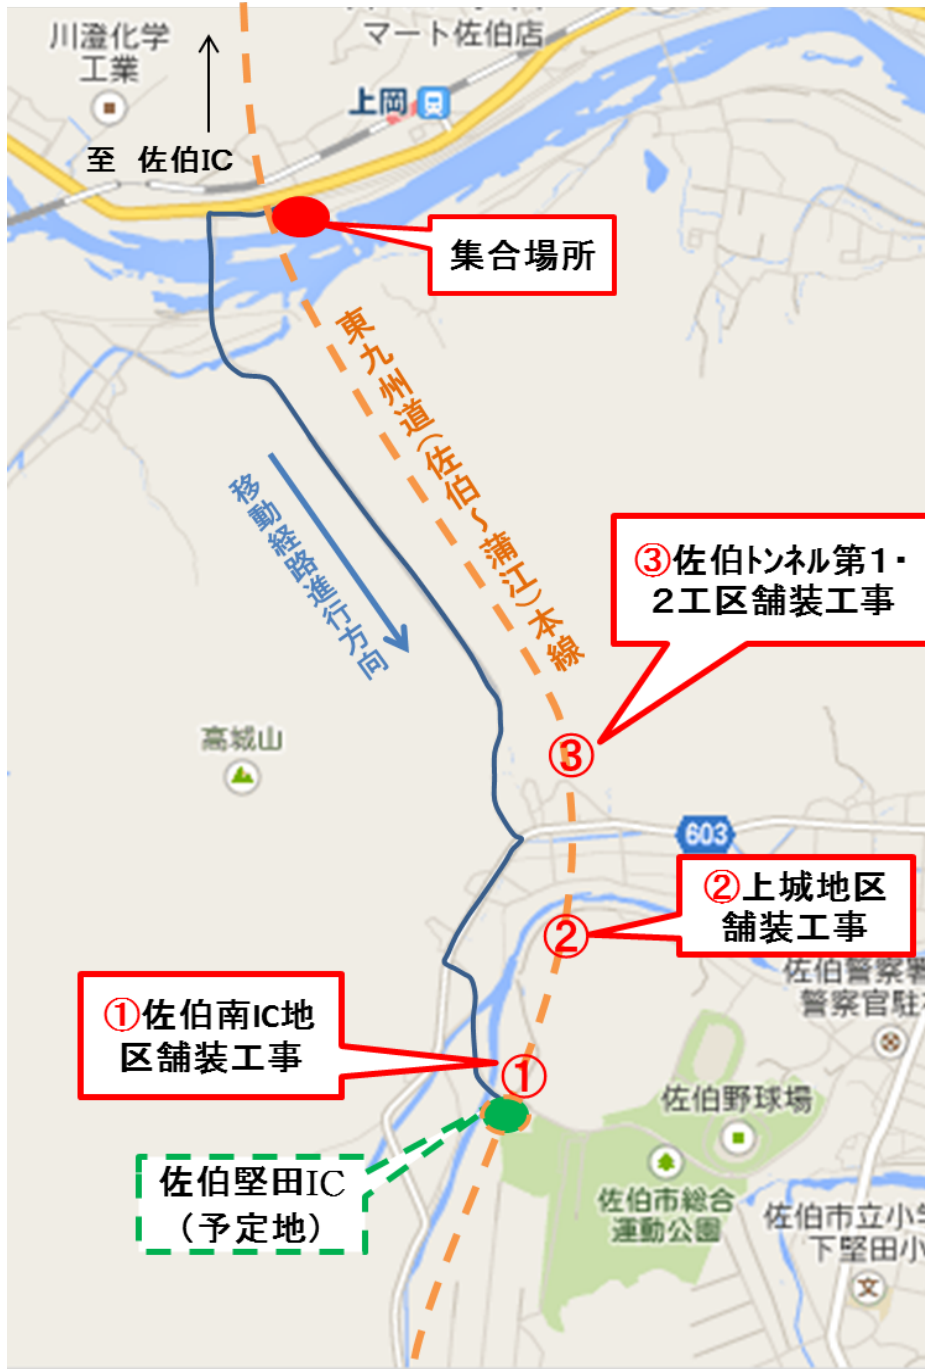 マート佐伯店
川澄化学
工業
上岡
至 佐伯IC
集合場所
東九州道(佐伯～蒲江)本線
移動経路進行方向
③佐伯トンネル第1・
2工区舗装工事
高城山
③
603
②上城地区
舗装工事
②
佐伯警察署
警察官駐
①佐伯南IC地
区舗装工事
①
佐伯野球場
佐伯堅田IC
(予定地)
佐伯市総合
運動公園
佐伯市立小
下堅田小
文